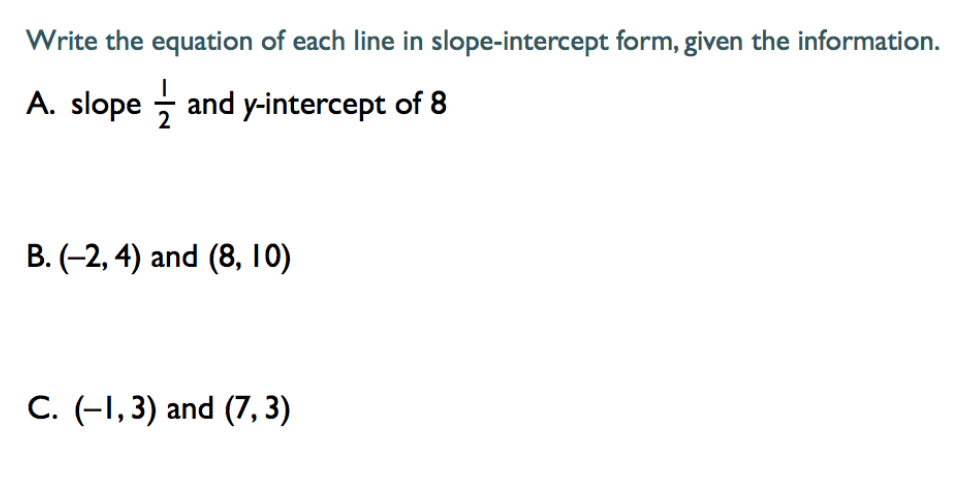 Write the equation of each line in slope-intercept form, given the information.
A. slope 1/2 and y-intercept of 8
B. (–2, 4) and (8, 10)
C. (–1, 3) and (7, 3)